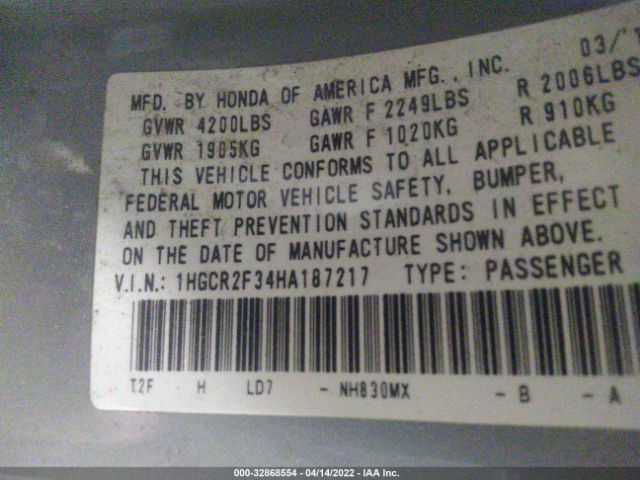 MFD. BY HONDA OF AMERICA MFG., INC. 03/1
GVWR 4200LBS GAWR F 2249LBS R 2006LBS
GVWR 1905KG GAWR F 1020KG R 910KG
THIS VEHICLE CONFORMS TO ALL APPLICABLE
FEDERAL MOTOR VEHICLE SAFETY, BUMPER,
AND THEFT PREVENTION STANDARDS IN EFFECT
ON THE DATE OF MANUFACTURE SHOWN ABOVE.
V.I.N.: 1HGCR2F34HA187217 TYPE: PASSENGER
T2F H LD7 - NH830MX - B - A
000-32868554 - 04/14/2022 - IAA Inc.